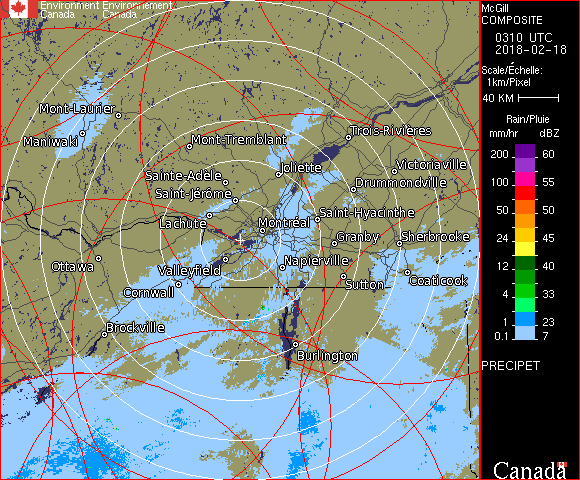 Environment Environnement
Canada Canada
McGill
COMPOSITE
0310 UTC
2018-02-18
Scale/Échelle:
1km/Pixel
40 KM
Rain/Pluie
mm/hr dBZ
200 60
100 55
50 50
24 45
12 40
4 33
1 23
0.1 7
PRECIPET
Canada
Mont-Laurier
Maniwaki
Mont-Tremblant
Trois-Rivières
Joliette
Victoriaville
Sainte-Adèle
Drummondville
Saint-Jérôme
Saint-Hyacinthe
Lachute
Montréal
Granby
Sherbrooke
Ottawa
Valleyfield
Napierville
Coaticook
Cornwall
Sutton
Brockville
Burlington